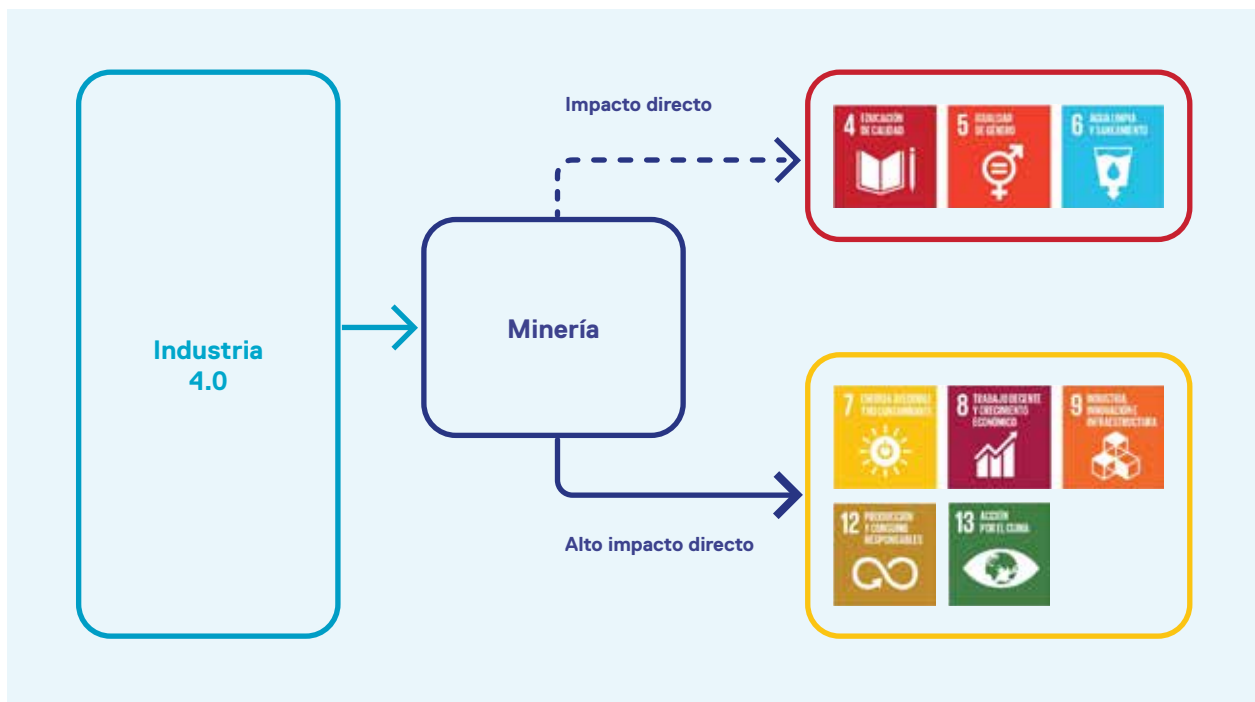 Impacto directo
4 EDUCACIÓN
DE CALIDAD
5 IGUALDAD
DE GÉNERO
6 AGUA LIMPIA
Y SANEAMIENTO
Minería
Industria
4.0
7 ENERGÍA ASEQUIBLE
Y NO CONTAMINANTE
8 TRABAJO DECENTE
Y CRECIMIENTO
ECONÓMICO
9 INDUSTRIA,
INNOVACIÓN E
INFRAESTRUCTURA
12 PRODUCCIÓN
Y CONSUMO
RESPONSABLES
13 ACCIÓN
POR EL CLIMA
Alto impacto directo